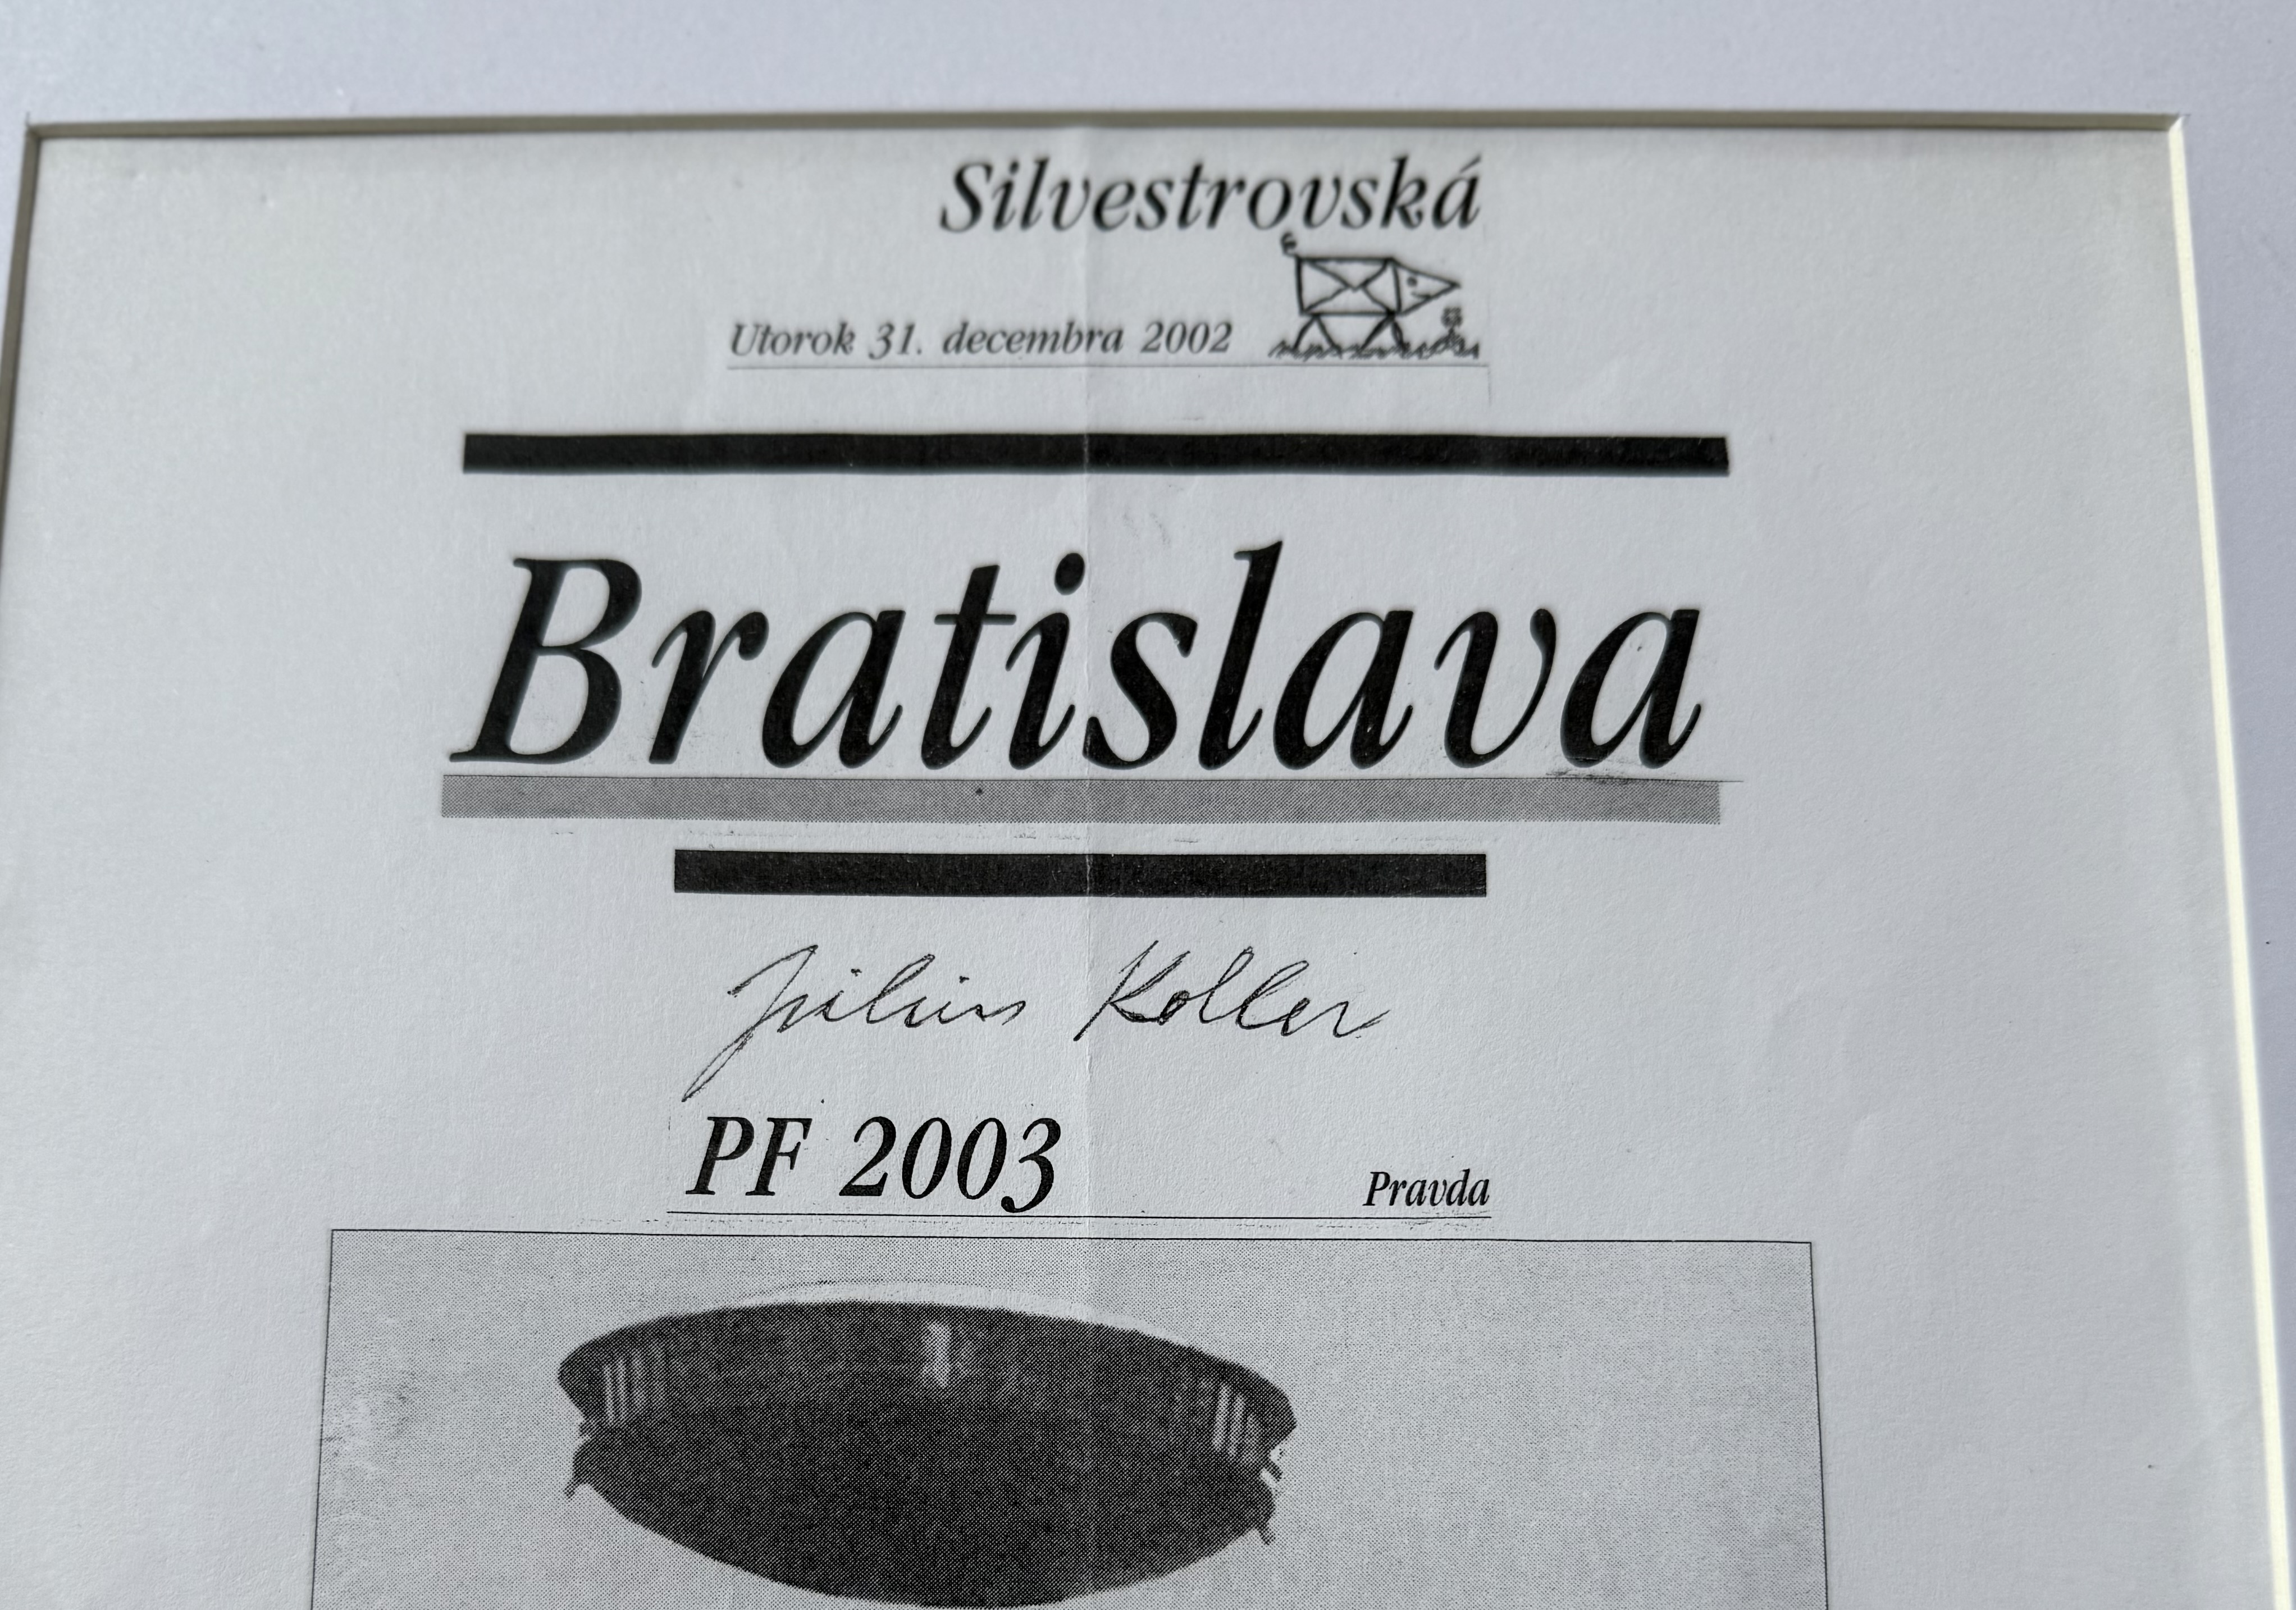 Silvestrovská
Utorok 31. decembra 2002
Bratislava
Július Koller
PF 2003
Pravda